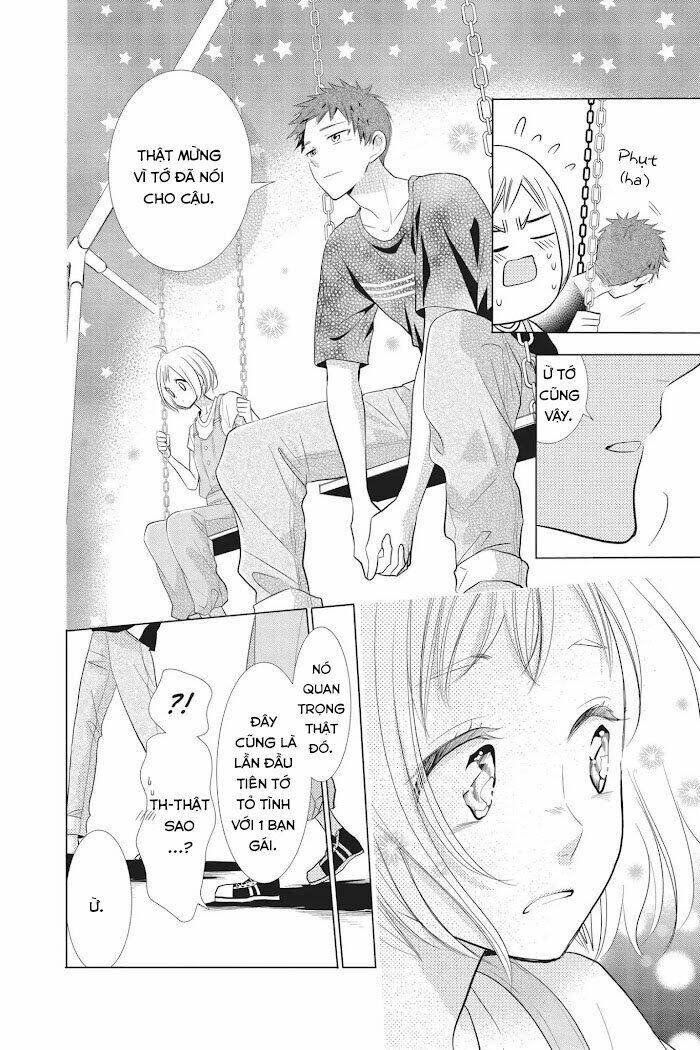 Phụt
(ha)
Ừ TỚ
CŨNG
VẬY.
THẬT MỪNG
VÌ TỚ ĐÃ NÓI
CHO CẬU.
NÓ
QUAN
TRỌNG
THẬT
ĐÓ.
ĐÂY
CŨNG LÀ
LẦN ĐẦU
TIÊN TỚ
TỎ TÌNH
VỚI 1 BẠN
GÁI.
?!
TH-THẬT
SAO
...?
Ừ.